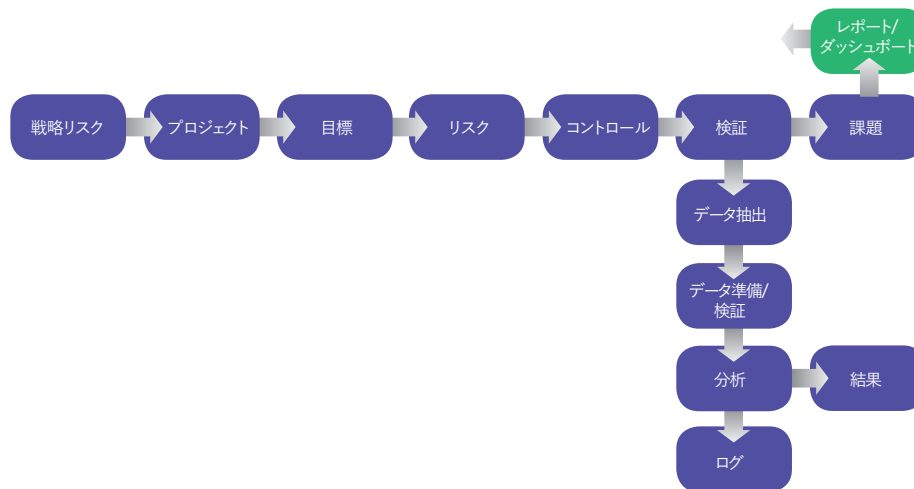 レポート/
ダッシュボード
戦略リスク
プロジェクト
目標
リスク
コントロール
検証
課題
データ抽出
データ準備/
検証
分析
結果
ログ